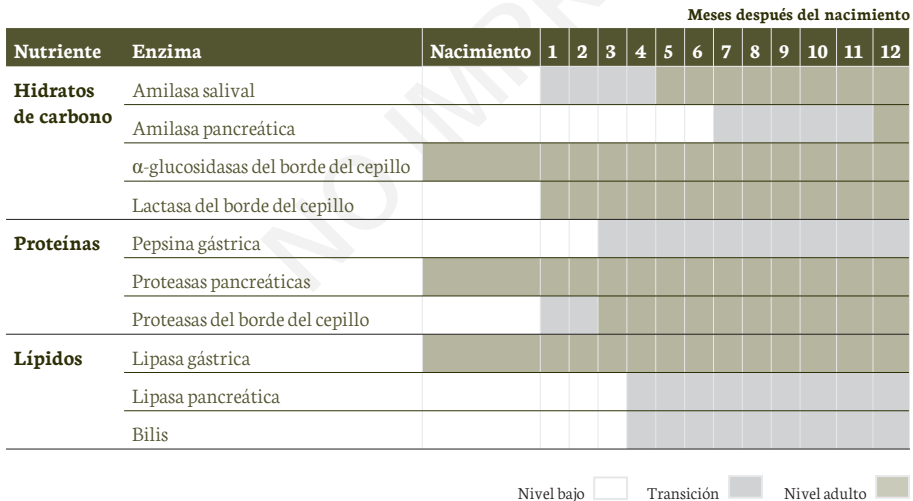 Meses después del nacimiento
Nutriente Enzima Nacimiento 1 2 3 4 5 6 7 8 9 10 11 12
Hidratos de carbono Amilasa salival
Amilasa pancreática
α-glucosidasas del borde del cepillo
Lactasa del borde del cepillo
Proteínas Pepsina gástrica
Proteasas pancreáticas
Proteasas del borde del cepillo
Lípidos Lipasa gástrica
Lipasa pancreática
Bilis
Nivel bajo Transición Nivel adulto